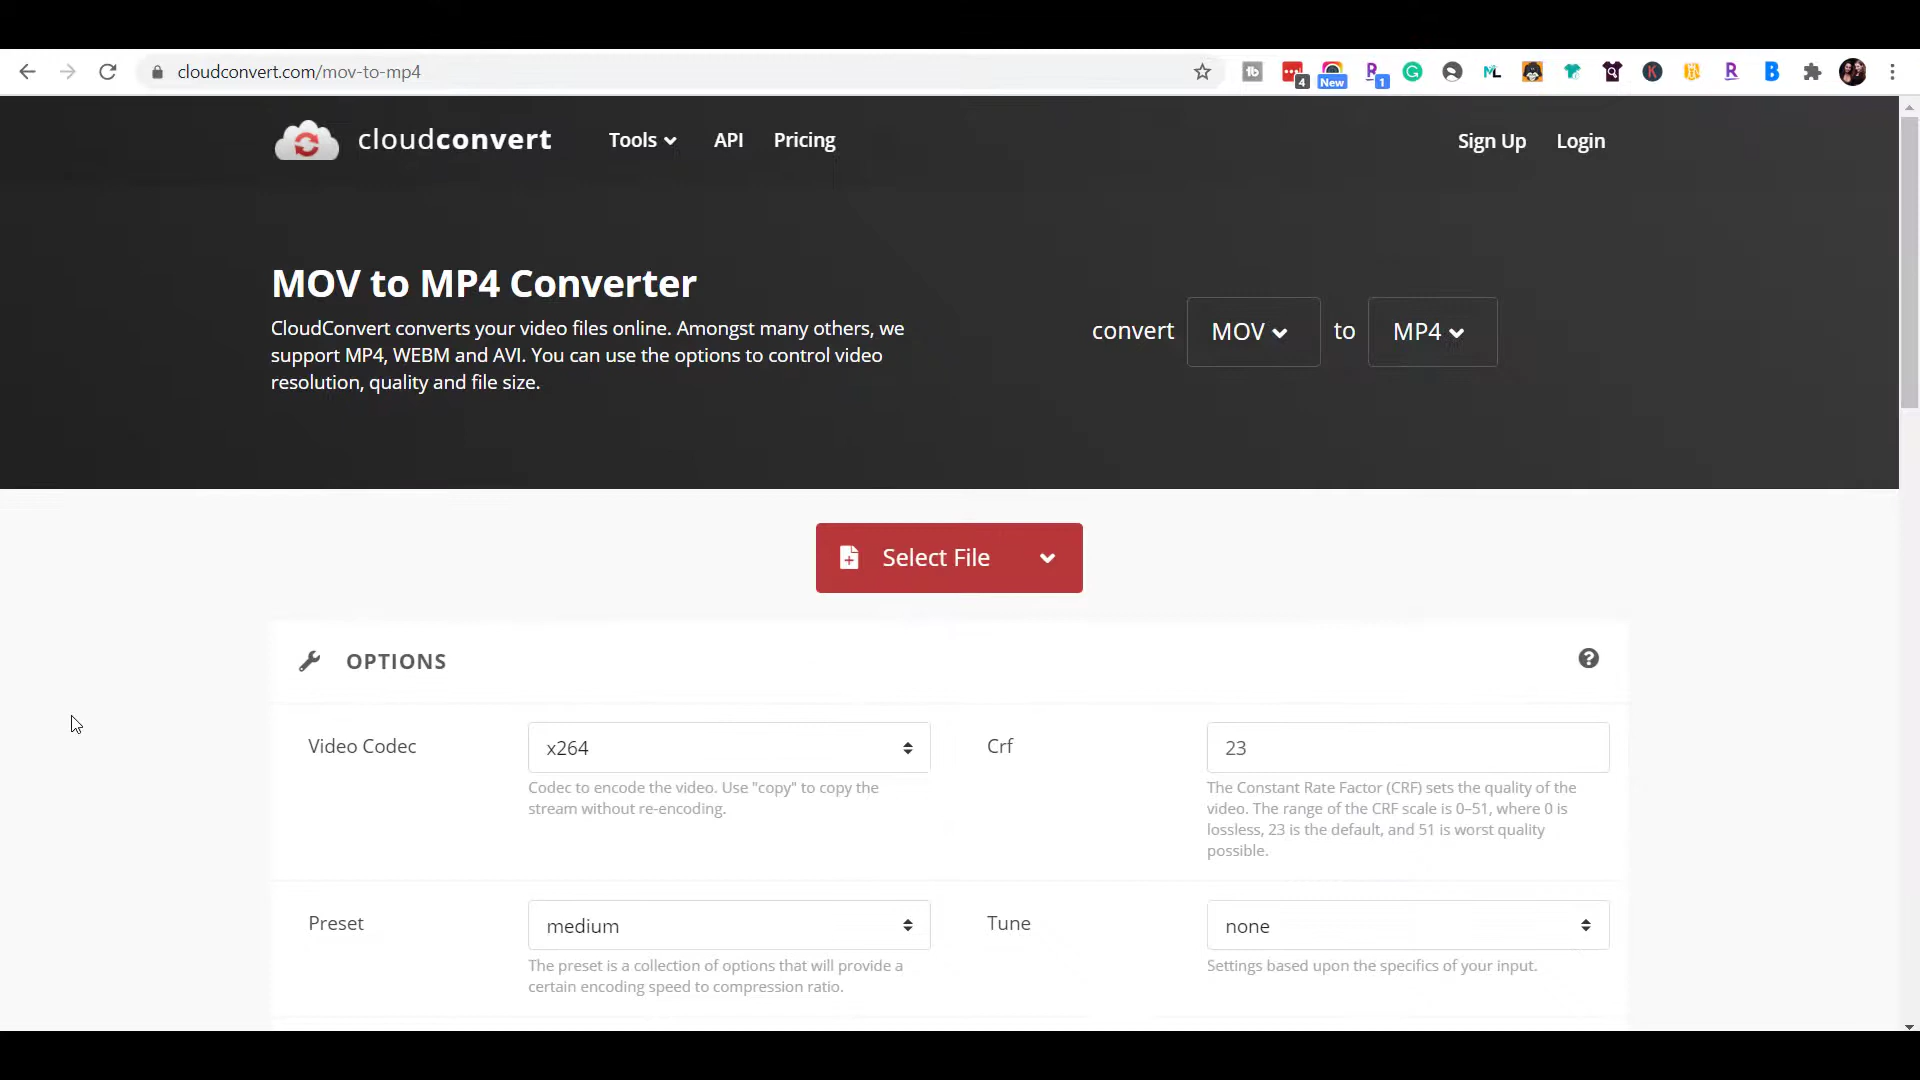 cloudconvert.com/mov-to-mp4
4
New
1
cloudconvert
Tools
API
Pricing
Sign Up
Login
MOV to MP4 Converter
CloudConvert converts your video files online. Amongst many others, we
support MP4, WEBM and AVI. You can use the options to control video
resolution, quality and file size.
convert MOV to MP4
Select File
OPTIONS
Video Codec
x264
Codec to encode the video. Use "copy" to copy the
stream without re-encoding.
Crf
23
The Constant Rate Factor (CRF) sets the quality of the
video. The range of the CRF scale is 0–51, where 0 is
lossless, 23 is the default, and 51 is worst quality
possible.
Preset
medium
The preset is a collection of options that will provide a
certain encoding speed to compression ratio.
Tune
none
Settings based upon the specifics of your input.